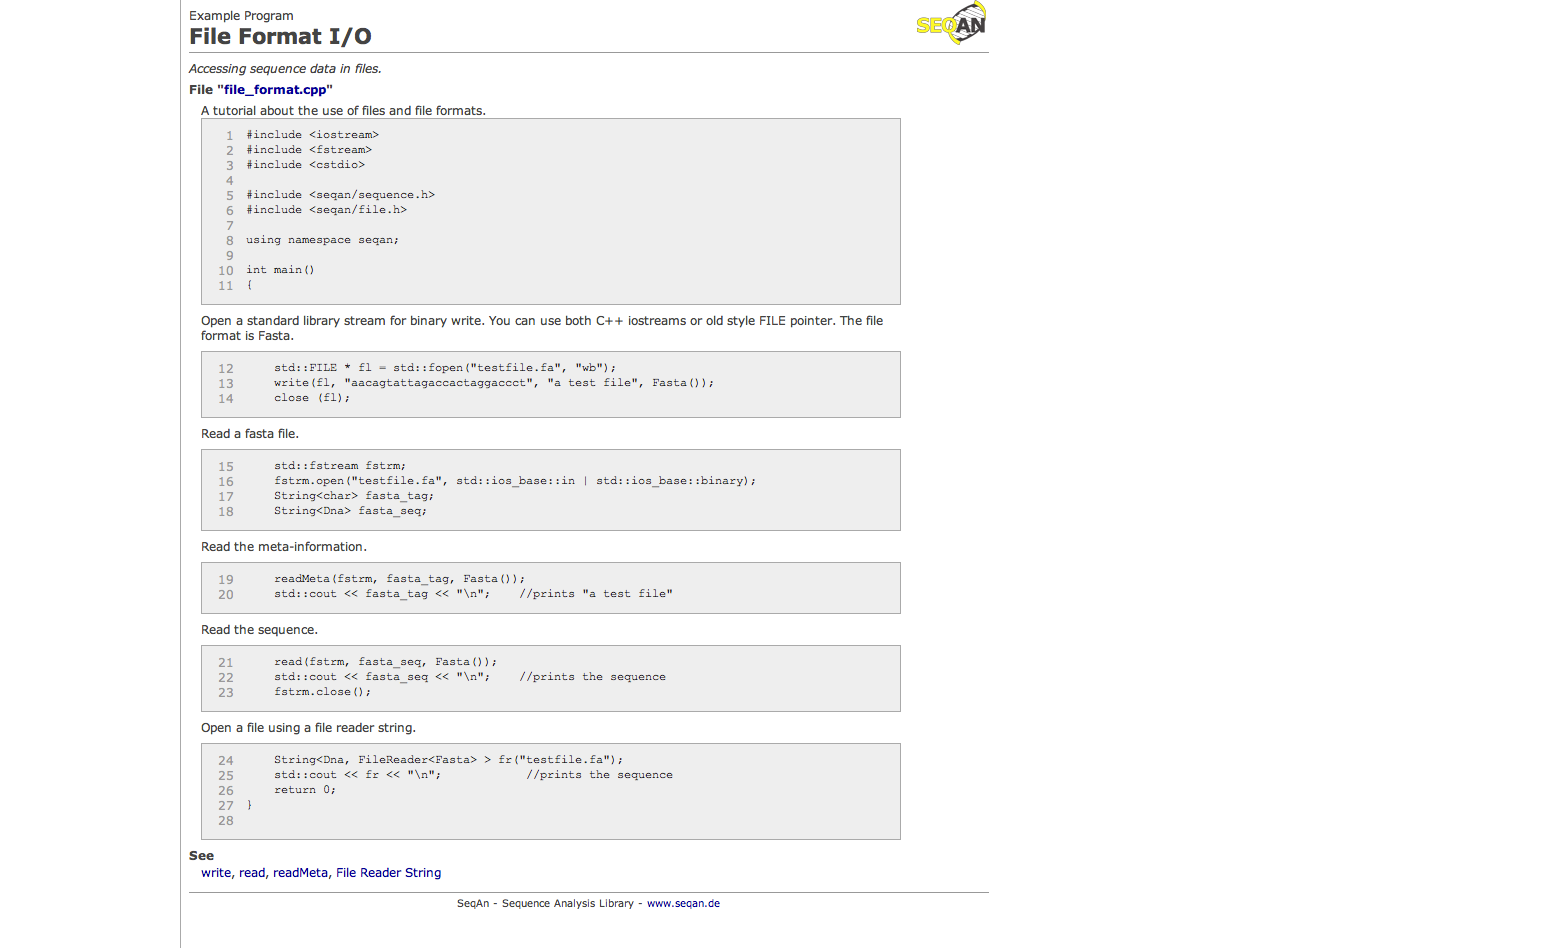 Example Program
File Format I/O
SEQAN
Accessing sequence data in files.
File "file_format.cpp"
A tutorial about the use of files and file formats.
1 #include <iostream>
2 #include <fstream>
3 #include <cstdio>
4
5 #include <seqan/sequence.h>
6 #include <seqan/file.h>
7
8 using namespace seqan;
9
10 int main()
11 {
Open a standard library stream for binary write. You can use both C++ iostreams or old style FILE pointer. The file
format is Fasta.
12     std::FILE * fl = std::fopen("testfile.fa", "wb");
13     write(fl, "aacagtattagaccactaggaccct", "a test file", Fasta());
14     close (fl);
Read a fasta file.
15     std::fstream fstrm;
16     fstrm.open("testfile.fa", std::ios_base::in | std::ios_base::binary);
17     String<char> fasta_tag;
18     String<Dna> fasta_seq;
Read the meta-information.
19     readMeta(fstrm, fasta_tag, Fasta());
20     std::cout << fasta_tag << "\n";    //prints "a test file"
Read the sequence.
21     read(fstrm, fasta_seq, Fasta());
22     std::cout << fasta_seq << "\n";    //prints the sequence
23     fstrm.close();
Open a file using a file reader string.
24     String<Dna, FileReader<Fasta> > fr("testfile.fa");
25     std::cout << fr << "\n";            //prints the sequence
26     return 0;
27 }
28
See
write, read, readMeta, File Reader String
SeqAn - Sequence Analysis Library - www.seqan.de